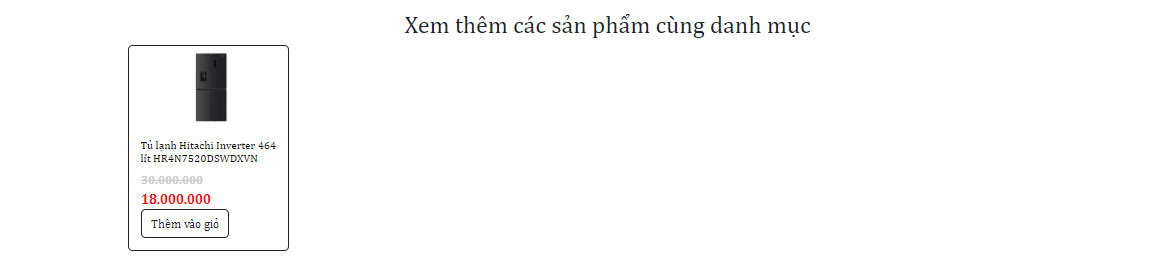 Xem thêm các sản phẩm cùng danh mục
Tủ lạnh Hitachi Inverter 464
lít HR4N7520DSWDXVN
30.000.000
18.000.000
Thêm vào giỏ